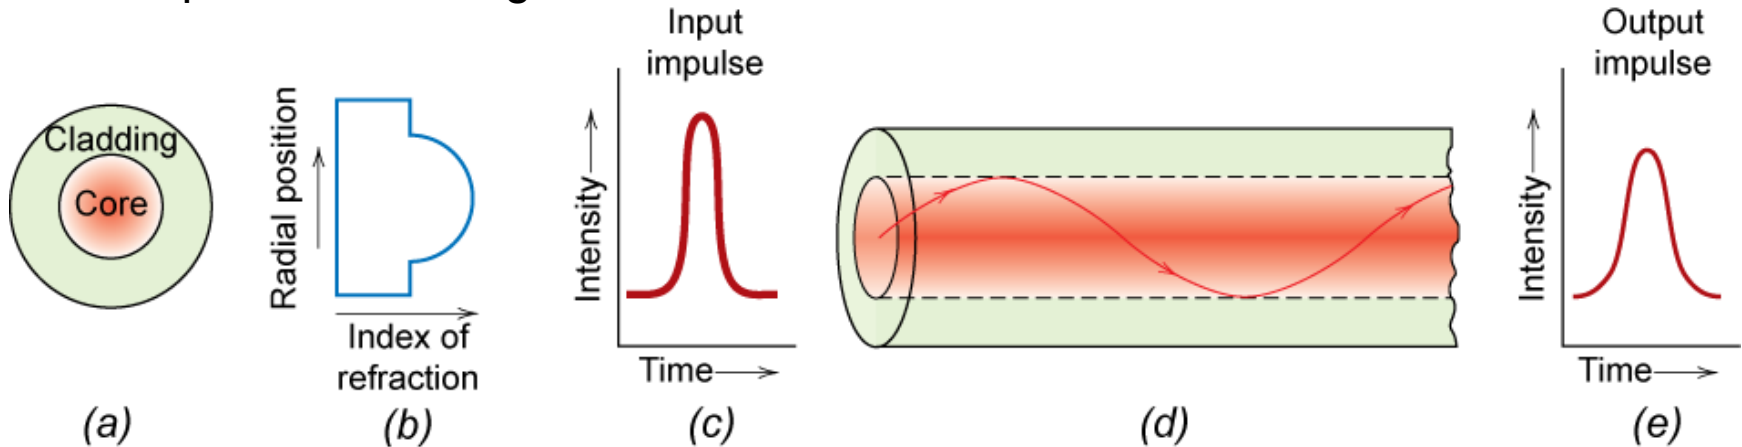 Cladding
Core
(a)
Radial position
Index of
refraction
(b)
Input
impulse
Intensity
Time
(c)
(d)
Output
impulse
Intensity
Time
(e)